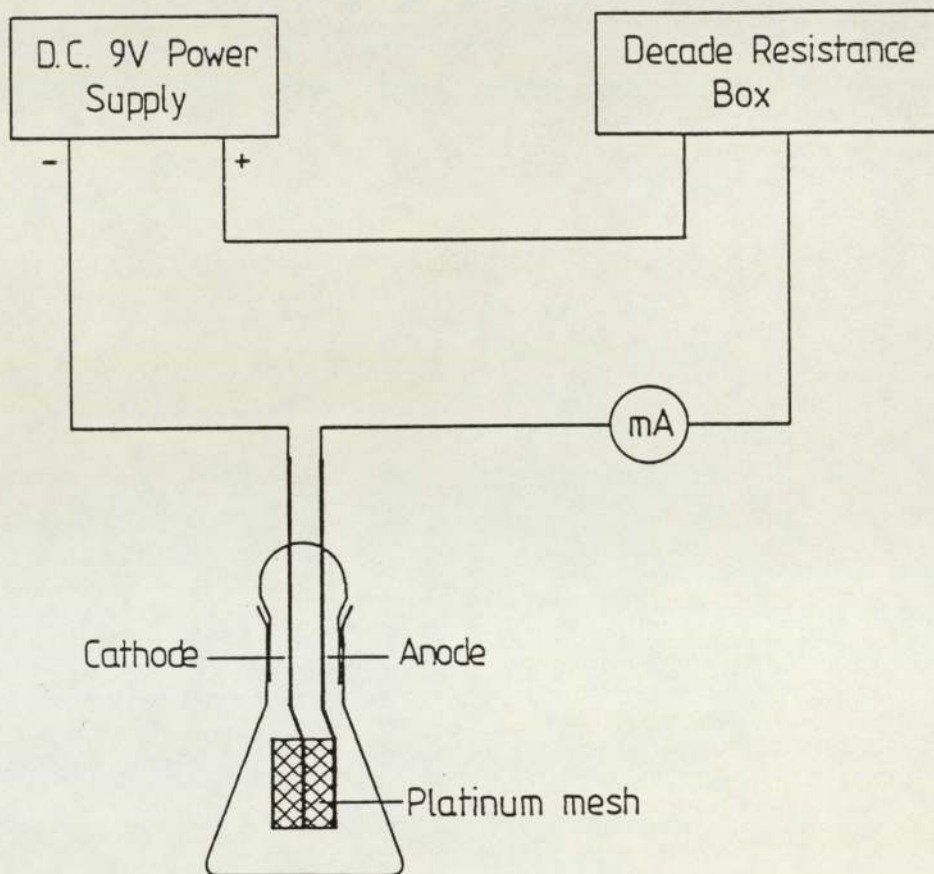 D.C. 9V Power
Supply
Decade Resistance
Box
-
+
mA
Cathode
Anode
Platinum mesh